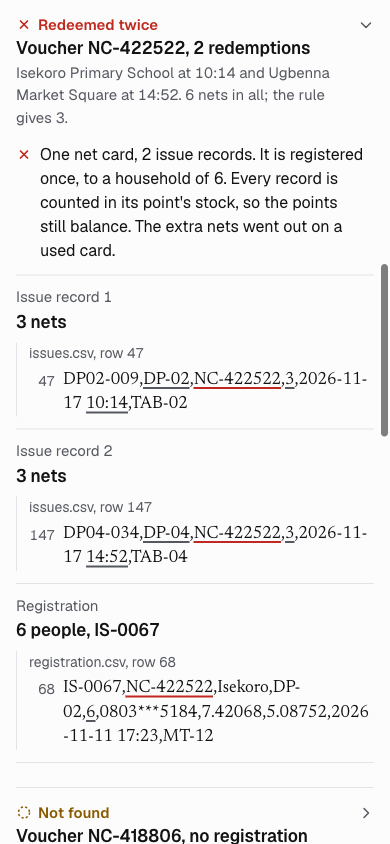 Redeemed twice
Voucher NC-422522, 2 redemptions
Isekoro Primary School at 10:14 and Ugbenna
Market Square at 14:52. 6 nets in all; the rule
gives 3.
One net card, 2 issue records. It is registered
once, to a household of 6. Every record is
counted in its point's stock, so the points
still balance. The extra nets went out on a
used card.
Issue record 1
3 nets
issues.csv, row 47
47 DP02-009,DP-02,NC-422522,3,2026-11-
17 10:14,TAB-02
Issue record 2
3 nets
issues.csv, row 147
147 DP04-034,DP-04,NC-422522,3,2026-11-
17 14:52,TAB-04
Registration
6 people, IS-0067
registration.csv, row 68
68 IS-0067,NC-422522,Isekoro,DP-
02,6,0803***5184,7.42068,5.08752,2026
-11-11 17:23,MT-12
Not found
Voucher NC-418806, no registration